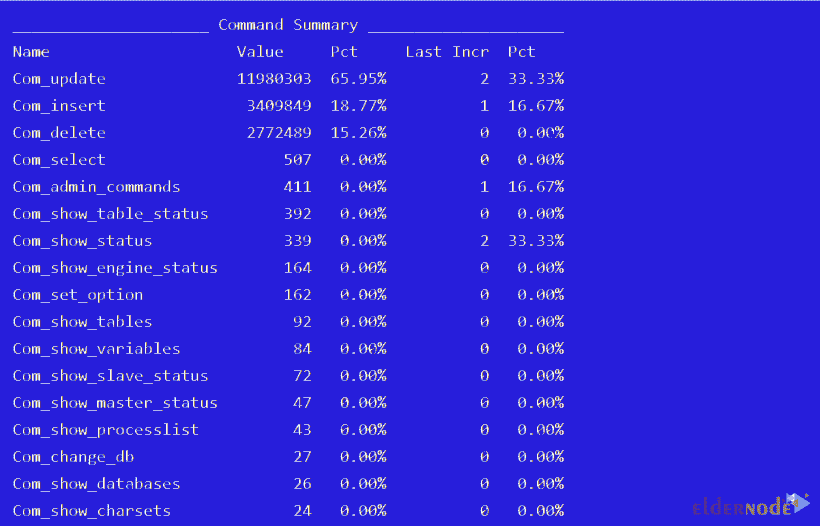 _____________________ Command Summary _____________________
Name Value Pct Last Incr Pct
Com_update 11980303 65.95% 2 33.33%
Com_insert 3409849 18.77% 1 16.67%
Com_delete 2772489 15.26% 0 0.00%
Com_select 507 0.00% 0 0.00%
Com_admin_commands 411 0.00% 1 16.67%
Com_show_table_status 392 0.00% 0 0.00%
Com_show_status 339 0.00% 2 33.33%
Com_show_engine_status 164 0.00% 0 0.00%
Com_set_option 162 0.00% 0 0.00%
Com_show_tables 92 0.00% 0 0.00%
Com_show_variables 84 0.00% 0 0.00%
Com_show_slave_status 72 0.00% 0 0.00%
Com_show_master_status 47 0.00% 0 0.00%
Com_show_processlist 43 0.00% 0 0.00%
Com_change_db 27 0.00% 0 0.00%
Com_show_databases 26 0.00% 0 0.00%
Com_show_charsets 24 0.00% 0 0.00%
elderNODE